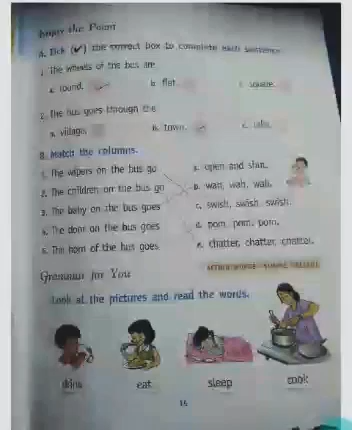 Enjoy the Poem
A. Tick (✓) the correct box to complete each sentence.
1. The wheels of the bus are
a. round. b. flat. c. square.
2. The bus goes through the
a. village. b. town. c. lake.
B. Match the columns.
1. The wipers on the bus go a. open and shut.
2. The children on the bus go b. wah, wah, wah.
3. The baby on the bus goes c. swish, swish, swish.
4. The door on the bus goes d. pom, pom, pom.
5. The horn of the bus goes e. chatter, chatter, chatter.
Grammar for You
Look at the pictures and read the words.
drink eat sleep cook